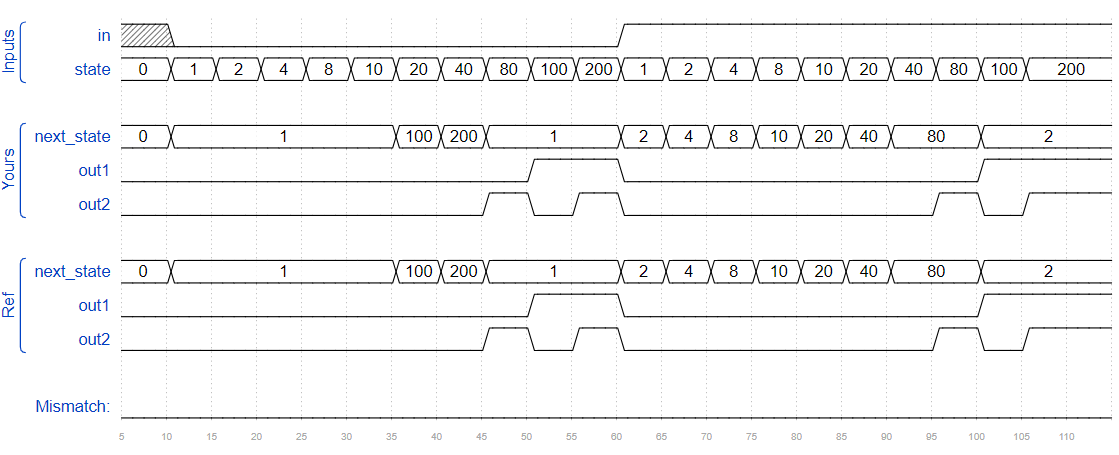 Inputs
in
state 0 1 2 4 8 10 20 40 80 100 200 1 2 4 8 10 20 40 80 100 200
Yours
next_state 0 1 100 200 1 2 4 8 10 20 40 80 2
out1
out2
Ref
next_state 0 1 100 200 1 2 4 8 10 20 40 80 2
out1
out2
Mismatch:
5 10 15 20 25 30 35 40 45 50 55 60 65 70 75 80 85 90 95 100 105 110